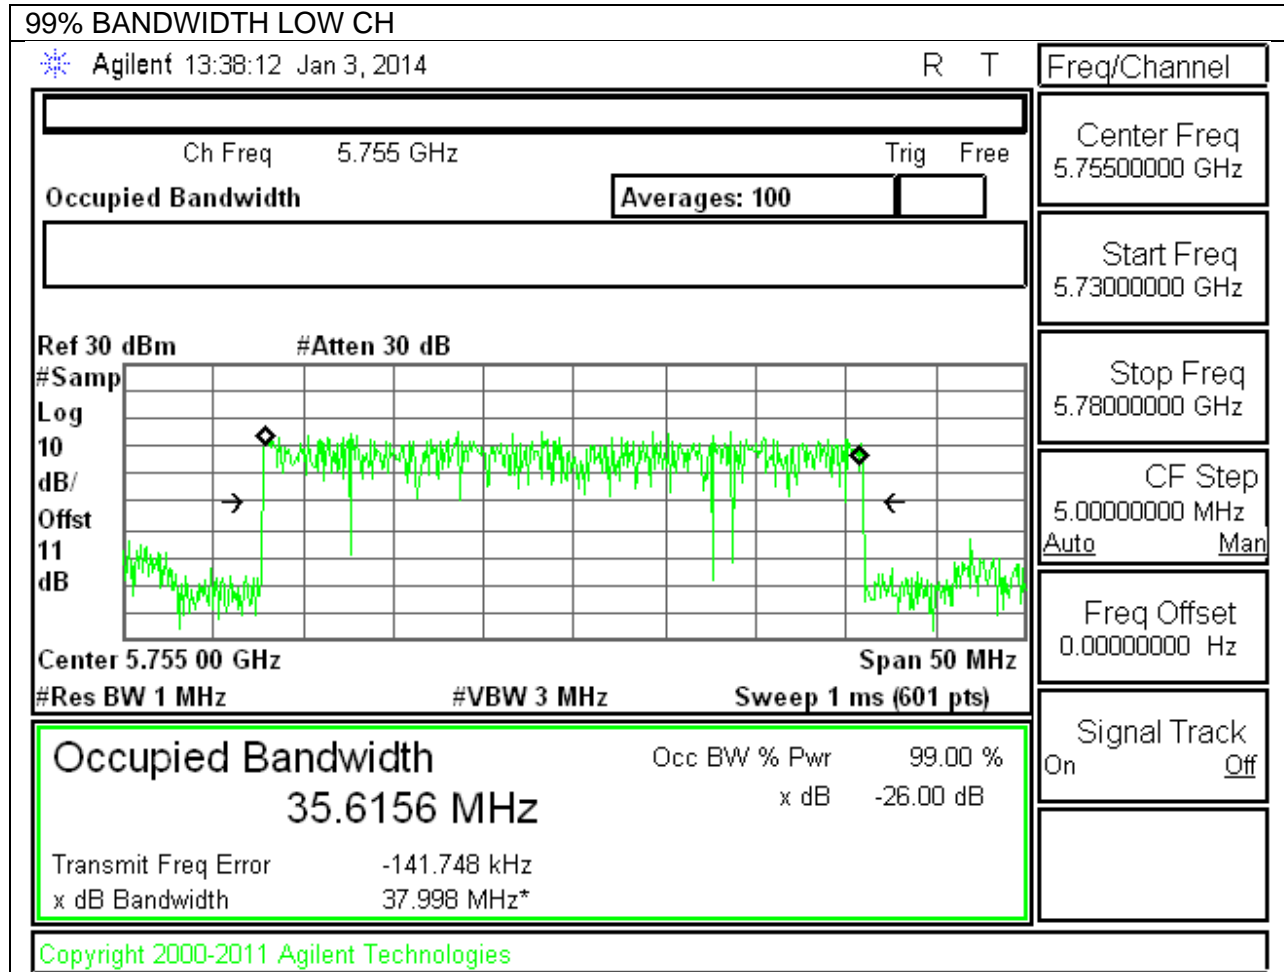 99% BANDWIDTH LOW CH
Agilent 13:38:12 Jan 3, 2014 R T
Freq/Channel
Ch Freq 5.755 GHz Trig Free
Occupied Bandwidth Averages: 100
Center Freq
5.75500000 GHz
Start Freq
5.73000000 GHz
Stop Freq
5.78000000 GHz
CF Step
5.00000000 MHz
Auto Man
Freq Offset
0.00000000 Hz
Signal Track
On Off
Ref 30 dBm #Atten 30 dB
#Samp
Log
10
dB/
Offst
11
dB
Center 5.755 00 GHz Span 50 MHz
#Res BW 1 MHz #VBW 3 MHz Sweep 1 ms (601 pts)
Occupied Bandwidth Occ BW % Pwr 99.00 %
35.6156 MHz x dB -26.00 dB
Transmit Freq Error -141.748 kHz
x dB Bandwidth 37.998 MHz*
Copyright 2000-2011 Agilent Technologies